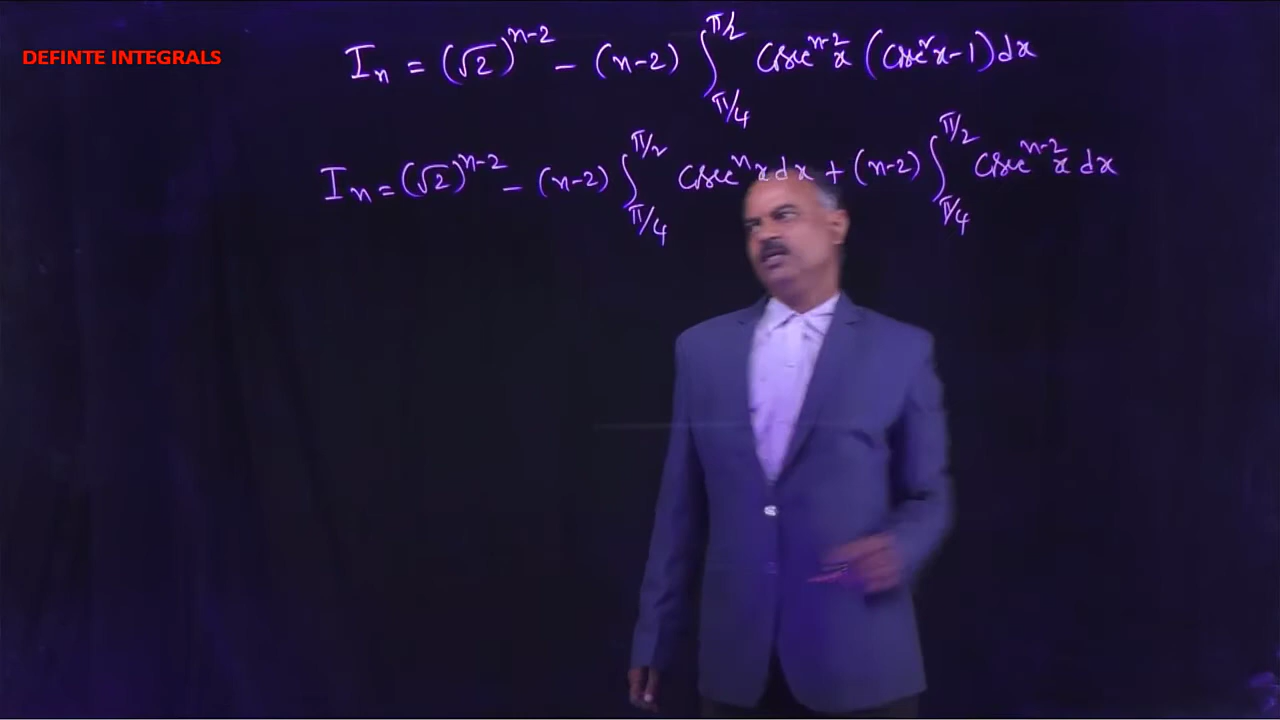 DEFINTE INTEGRALS
Iₙ = (√2)ⁿ⁻² − (n−2) ∫_{π/4}^{π/2} cosecⁿ⁻²x (cosec²x−1) dx
Iₙ = (√2)ⁿ⁻² − (n−2) ∫_{π/4}^{π/2} cosecⁿx dx + (n−2) ∫_{π/4}^{π/2} cosecⁿ⁻²x dx